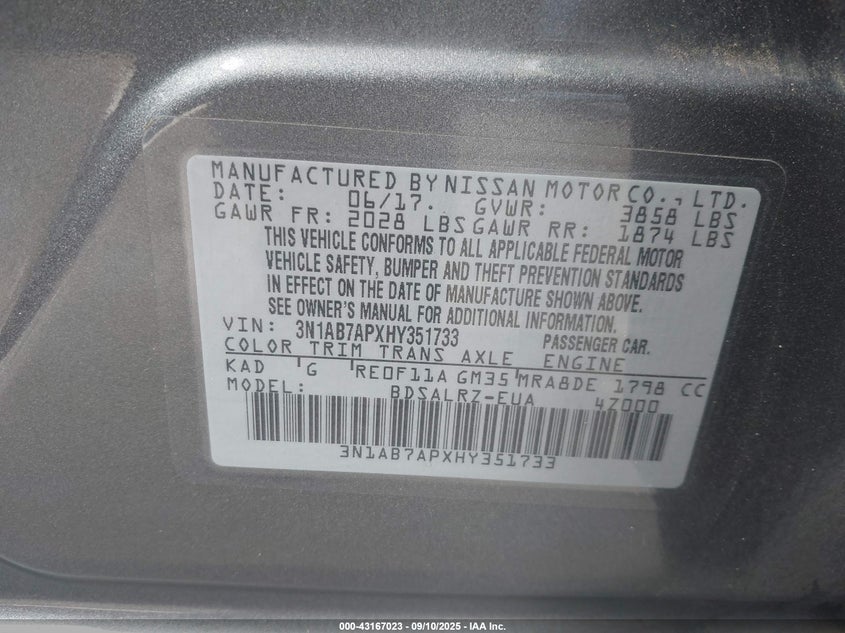 MANUFACTURED BY NISSAN MOTOR CO., LTD.
DATE: 06/17. GVWR: 3858 LBS
GAWR FR: 2028 LBS GAWR RR: 1874 LBS
THIS VEHICLE CONFORMS TO ALL APPLICABLE FEDERAL MOTOR
VEHICLE SAFETY, BUMPER AND THEFT PREVENTION STANDARDS
IN EFFECT ON THE DATE OF MANUFACTURE SHOWN ABOVE.
SEE OWNER'S MANUAL FOR ADDITIONAL INFORMATION.
VIN: 3N1AB7APXHY351733 PASSENGER CAR.
COLOR TRIM TRANS AXLE ENGINE
KAD G RE0F11A GM35 MRA8DE 1798 CC
MODEL: BDSALRZ-EUA 4Z000
3N1AB7APXHY351733
000-43167023 - 09/10/2025 - IAA Inc.